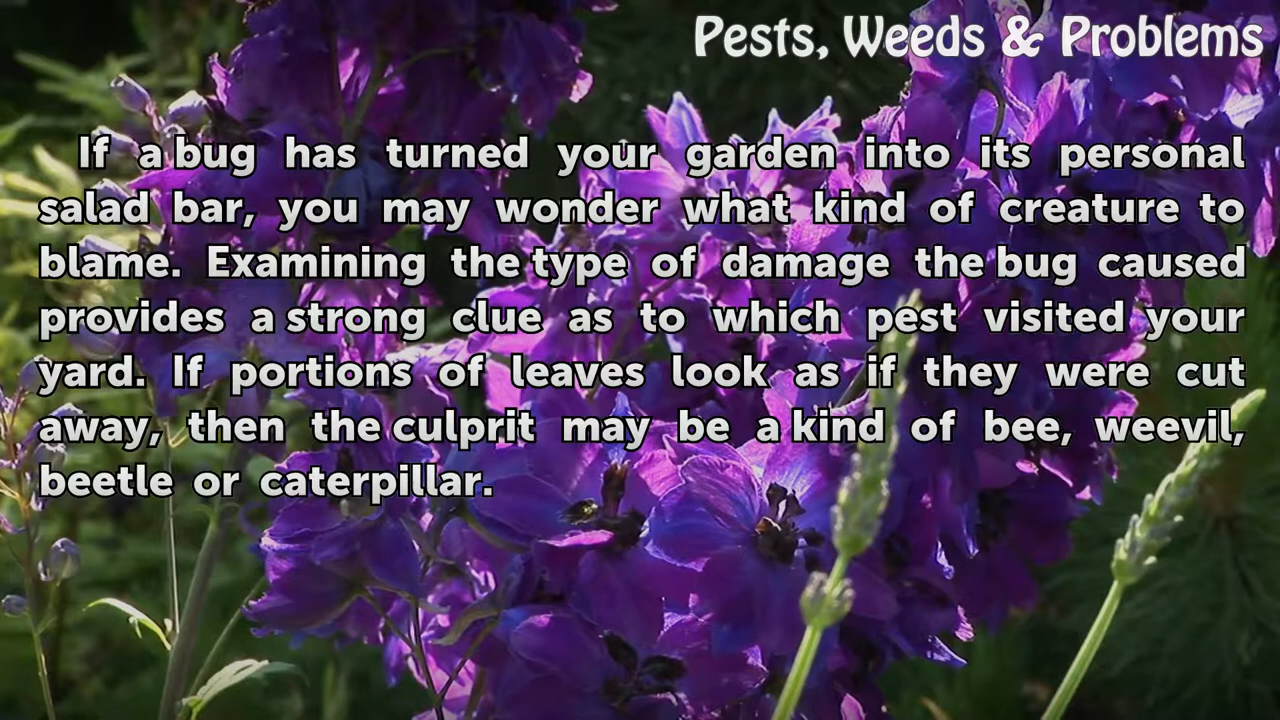 Pests, Weeds & Problems
If a bug has turned your garden into its personal
salad bar, you may wonder what kind of creature to
blame. Examining the type of damage the bug caused
provides a strong clue as to which pest visited your
yard. If portions of leaves look as if they were cut
away, then the culprit may be a kind of bee, weevil,
beetle or caterpillar.